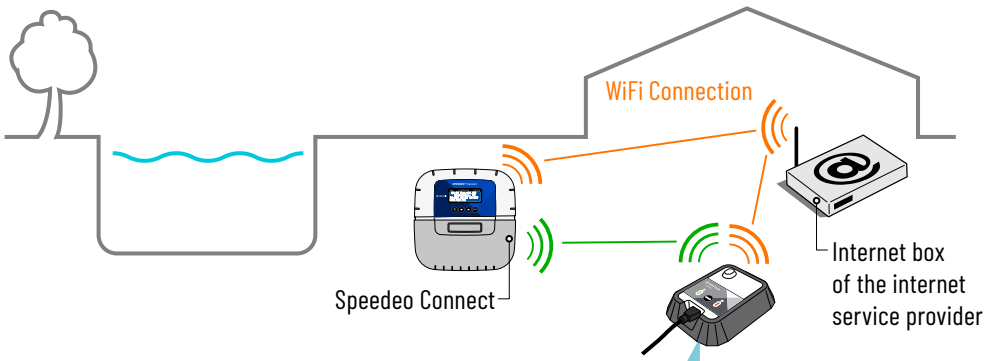 WiFi Connection
@
Speedeo Connect
Internet box
of the internet
service provider